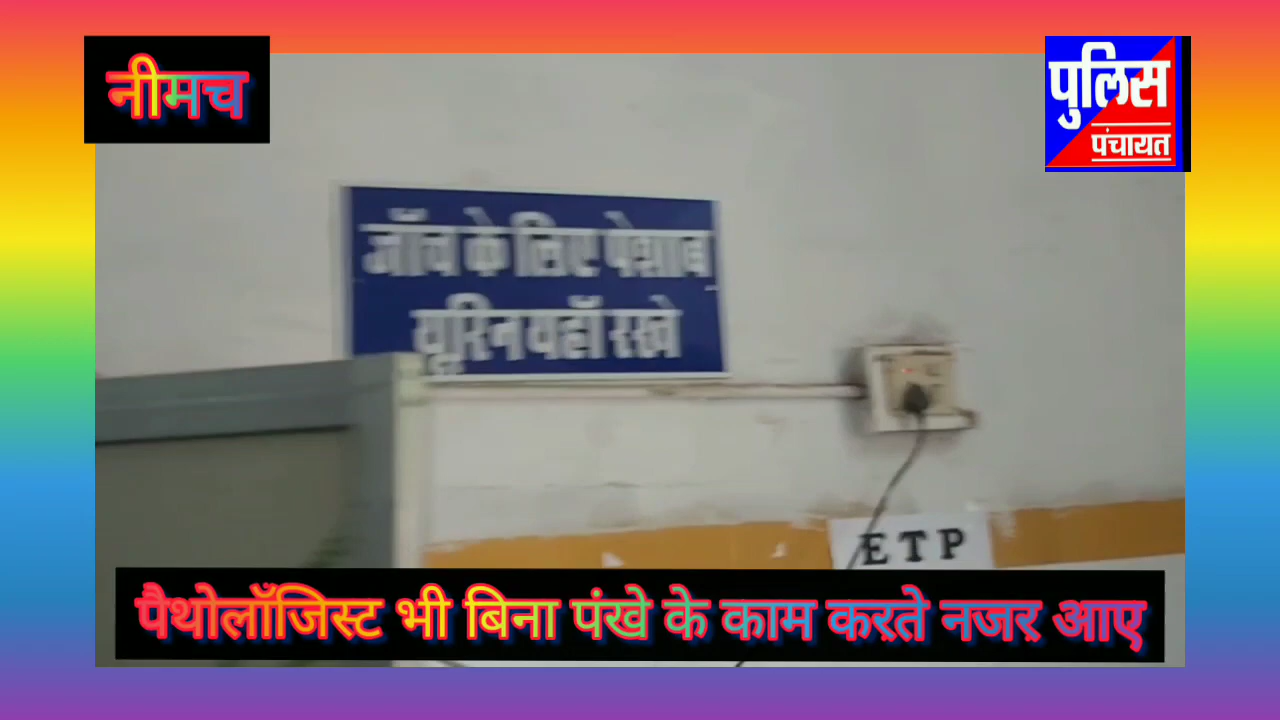 नीमच
पुलिस
पंचायत
जॉच के लिए पेशाब
यूरिन यहॉ रखे
ETP
पैथोलॉजिस्ट भी बिना पंखे के काम करते नजर आए